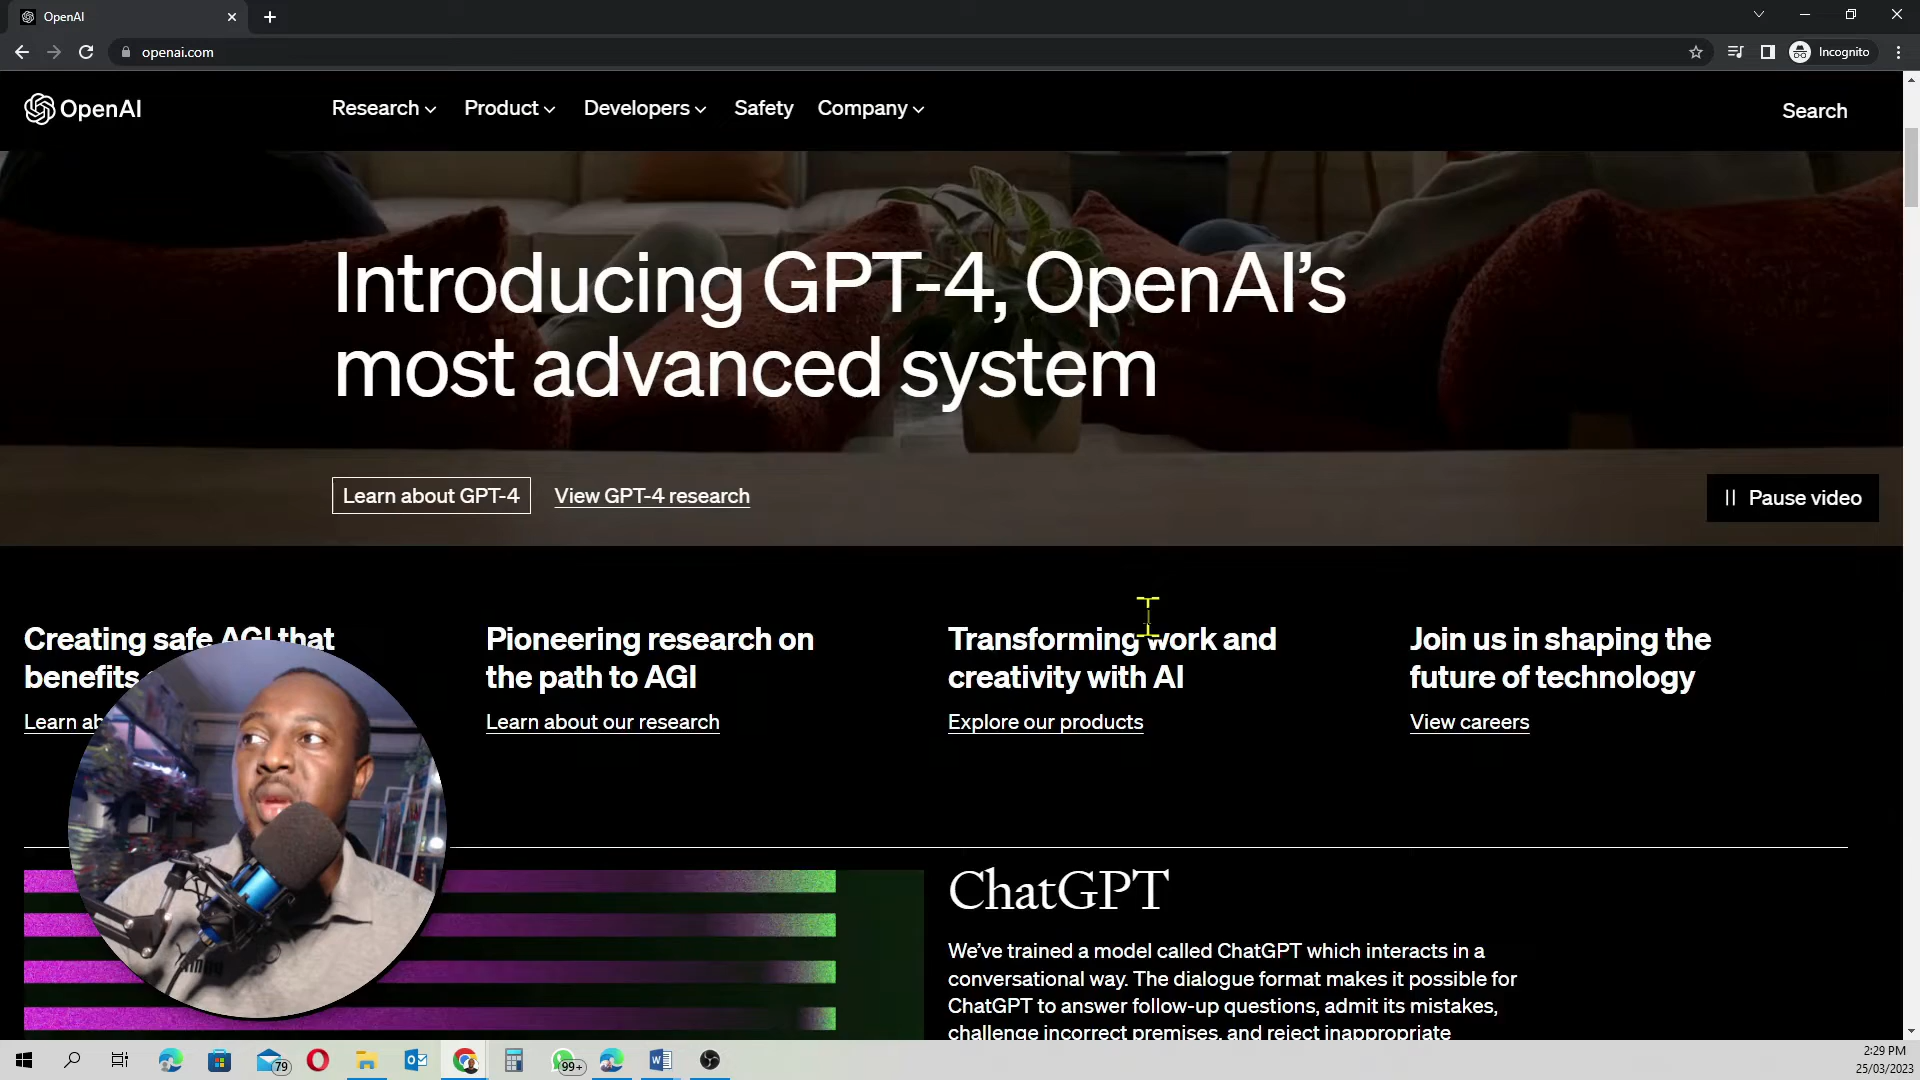 OpenAI
openai.com
Incognito
OpenAI
Research
Product
Developers
Safety
Company
Search
Introducing GPT-4, OpenAI's
most advanced system
Learn about GPT-4
View GPT-4 research
Pause video
Creating safe AGI that
benefits
Learn
Pioneering research on
the path to AGI
Learn about our research
Transforming work and
creativity with AI
Explore our products
Join us in shaping the
future of technology
View careers
ChatGPT
We've trained a model called ChatGPT which interacts in a
conversational way. The dialogue format makes it possible for
ChatGPT to answer follow-up questions, admit its mistakes,
challenge incorrect premises, and reject inappropriate
79
99+
2:29 PM
25/03/2023